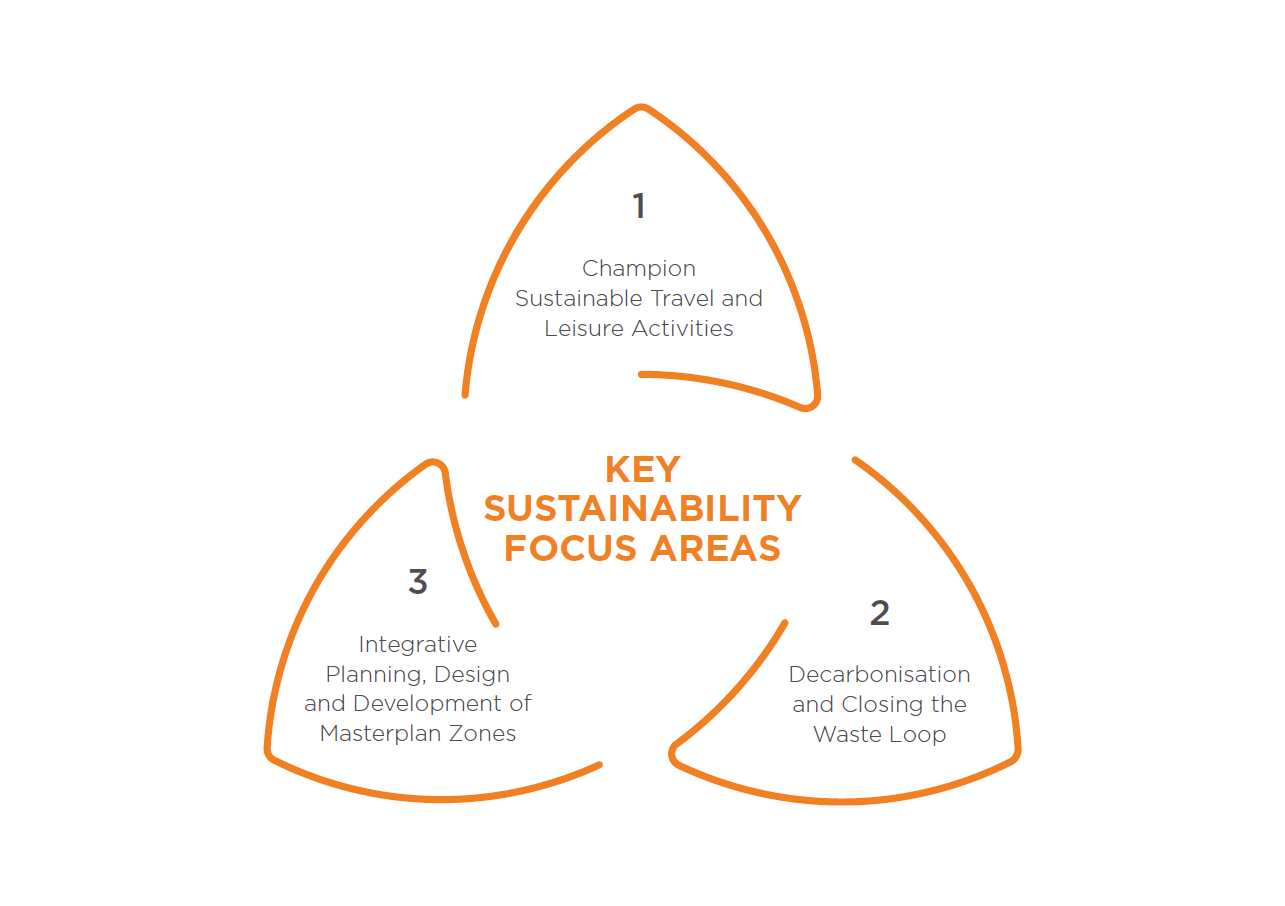 1
Champion
Sustainable Travel and
Leisure Activities
KEY
SUSTAINABILITY
FOCUS AREAS
2
Decarbonisation
and Closing the
Waste Loop
3
Integrative
Planning, Design
and Development of
Masterplan Zones